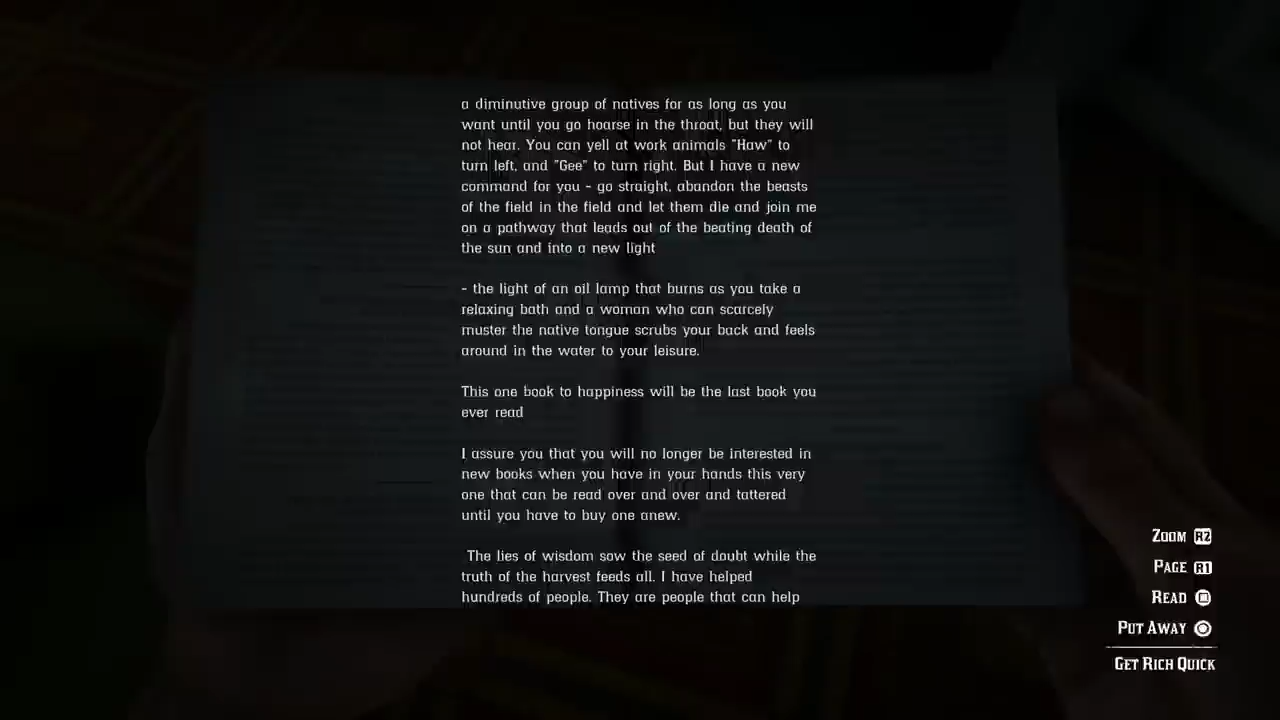 a diminutive group of natives for as long as you
want until you go hoarse in the throat, but they will
not hear. You can yell at work animals "Haw" to
turn left, and "Gee" to turn right. But I have a new
command for you - go straight, abandon the beasts
of the field in the field and let them die and join me
on a pathway that leads out of the beating death of
the sun and into a new light
- the light of an oil lamp that burns as you take a
relaxing bath and a woman who can scarcely
muster the native tongue scrubs your back and feels
around in the water to your leisure.
This one book to happiness will be the last book you
ever read
I assure you that you will no longer be interested in
new books when you have in your hands this very
one that can be read over and over and tattered
until you have to buy one anew.
The lies of wisdom sow the seed of doubt while the
truth of the harvest feeds all. I have helped
hundreds of people. They are people that can help
ZOOM R2
PAGE R1
READ
PUT AWAY
GET RICH QUICK